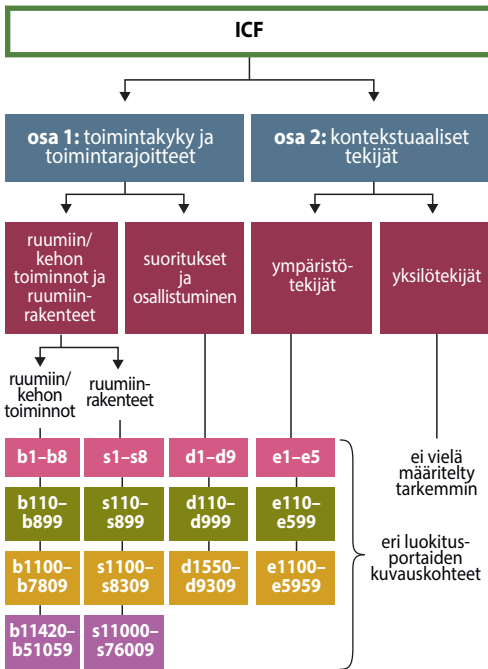 ICF
osa 1: toimintakyky ja
toimintarajoitteet
osa 2: kontekstuaaliset
tekijät
ruumiin/
kehon
toiminnot ja
ruumiin-
rakenteet
suoritukset
ja
osallistuminen
ympäristö-
tekijät
yksilötekijät
ruumiin/
kehon
toiminnot
ruumiin-
rakenteet
b1–b8
s1–s8
d1–d9
e1–e5
b110–
b899
s110–
s899
d110–
d999
e110–
e599
b1100–
b7809
s1100–
s8309
d1550–
d9309
e1100–
e5959
b11420–
b51059
s11000–
s76009
ei vielä
määritelty
tarkemmin
eri luokitus-
portaiden
kuvauskohteet